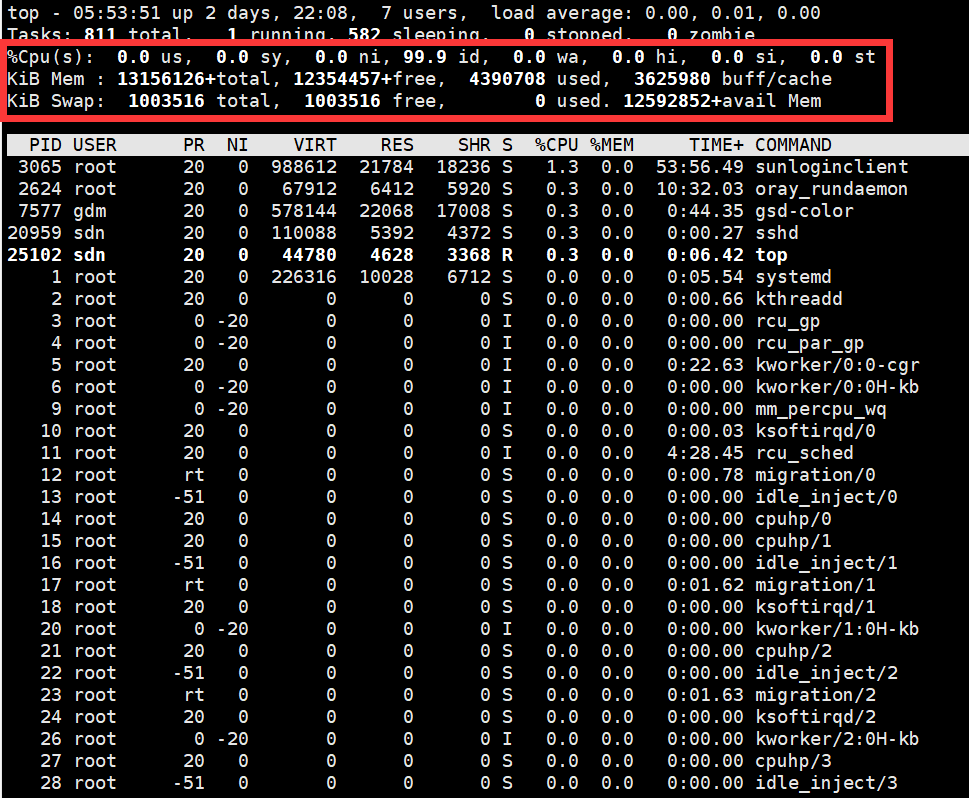 top - 05:53:51 up 2 days, 22:08,  7 users,  load average: 0.00, 0.01, 0.00
Tasks: 811 total,   1 running, 582 sleeping,   0 stopped,   0 zombie
%Cpu(s):  0.0 us,  0.0 sy,  0.0 ni, 99.9 id,  0.0 wa,  0.0 hi,  0.0 si,  0.0 st
KiB Mem : 13156126+total, 12354457+free,  4390708 used,  3625980 buff/cache
KiB Swap:  1003516 total,  1003516 free,        0 used. 12592852+avail Mem
PID USER      PR  NI    VIRT    RES    SHR S  %CPU %MEM     TIME+ COMMAND
3065 root      20   0  988612  21784  18236 S   1.3  0.0  53:56.49 sunloginclient
2624 root      20   0   67912   6412   5920 S   0.3  0.0  10:32.03 oray_rundaemon
7577 gdm       20   0  578144  22068  17008 S   0.3  0.0   0:44.35 gsd-color
20959 sdn       20   0  110088   5392   4372 S   0.3  0.0   0:00.27 sshd
25102 sdn       20   0   44780   4628   3368 R   0.3  0.0   0:06.42 top
1 root      20   0  226316  10028   6712 S   0.0  0.0   0:05.54 systemd
2 root      20   0       0      0      0 S   0.0  0.0   0:00.66 kthreadd
3 root       0 -20       0      0      0 I   0.0  0.0   0:00.00 rcu_gp
4 root       0 -20       0      0      0 I   0.0  0.0   0:00.00 rcu_par_gp
5 root      20   0       0      0      0 I   0.0  0.0   0:22.63 kworker/0:0-cgr
6 root       0 -20       0      0      0 I   0.0  0.0   0:00.00 kworker/0:0H-kb
9 root       0 -20       0      0      0 I   0.0  0.0   0:00.00 mm_percpu_wq
10 root      20   0       0      0      0 S   0.0  0.0   0:00.03 ksoftirqd/0
11 root      20   0       0      0      0 I   0.0  0.0   4:28.45 rcu_sched
12 root      rt   0       0      0      0 S   0.0  0.0   0:00.78 migration/0
13 root     -51   0       0      0      0 S   0.0  0.0   0:00.00 idle_inject/0
14 root      20   0       0      0      0 S   0.0  0.0   0:00.00 cpuhp/0
15 root      20   0       0      0      0 S   0.0  0.0   0:00.00 cpuhp/1
16 root     -51   0       0      0      0 S   0.0  0.0   0:00.00 idle_inject/1
17 root      rt   0       0      0      0 S   0.0  0.0   0:01.62 migration/1
18 root      20   0       0      0      0 S   0.0  0.0   0:00.00 ksoftirqd/1
20 root       0 -20       0      0      0 I   0.0  0.0   0:00.00 kworker/1:0H-kb
21 root      20   0       0      0      0 S   0.0  0.0   0:00.00 cpuhp/2
22 root     -51   0       0      0      0 S   0.0  0.0   0:00.00 idle_inject/2
23 root      rt   0       0      0      0 S   0.0  0.0   0:01.63 migration/2
24 root      20   0       0      0      0 S   0.0  0.0   0:00.00 ksoftirqd/2
26 root       0 -20       0      0      0 I   0.0  0.0   0:00.00 kworker/2:0H-kb
27 root      20   0       0      0      0 S   0.0  0.0   0:00.00 cpuhp/3
28 root     -51   0       0      0      0 S   0.0  0.0   0:00.00 idle_inject/3